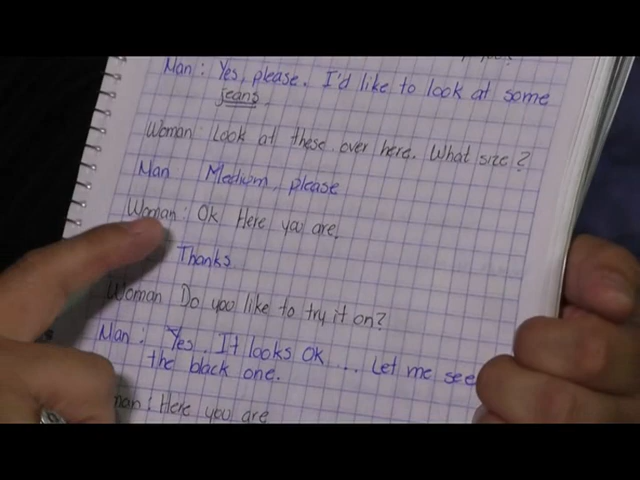 Man : Yes, please. I'd like to look at some
jeans.
Woman: Look at these over here. What size?
Man Medium, please
Woman: Ok Here you are!
Thanks
Woman Do you like to try it on?
Man : Yes. It looks ok ... Let me see
the black one.
man: Here you are